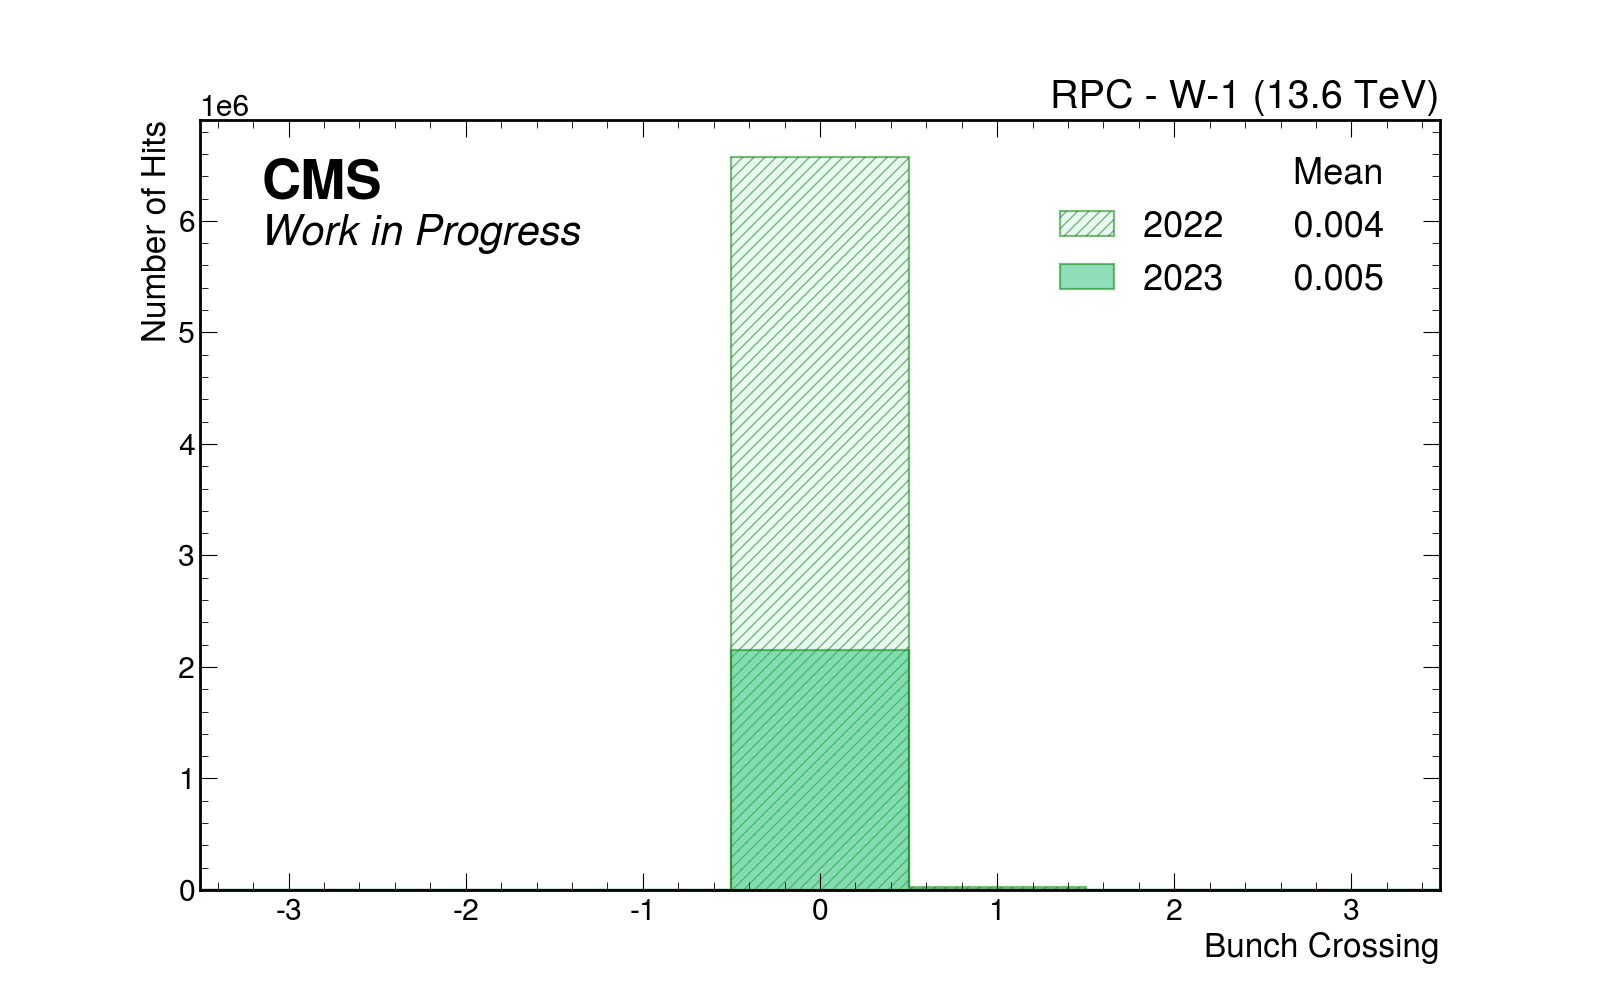 RPC - W-1 (13.6 TeV)
1e6
Number of Hits
CMS
Work in Progress
Mean
2022 0.004
2023 0.005
6
5
4
3
2
1
0
-3 -2 -1 0 1 2 3
Bunch Crossing